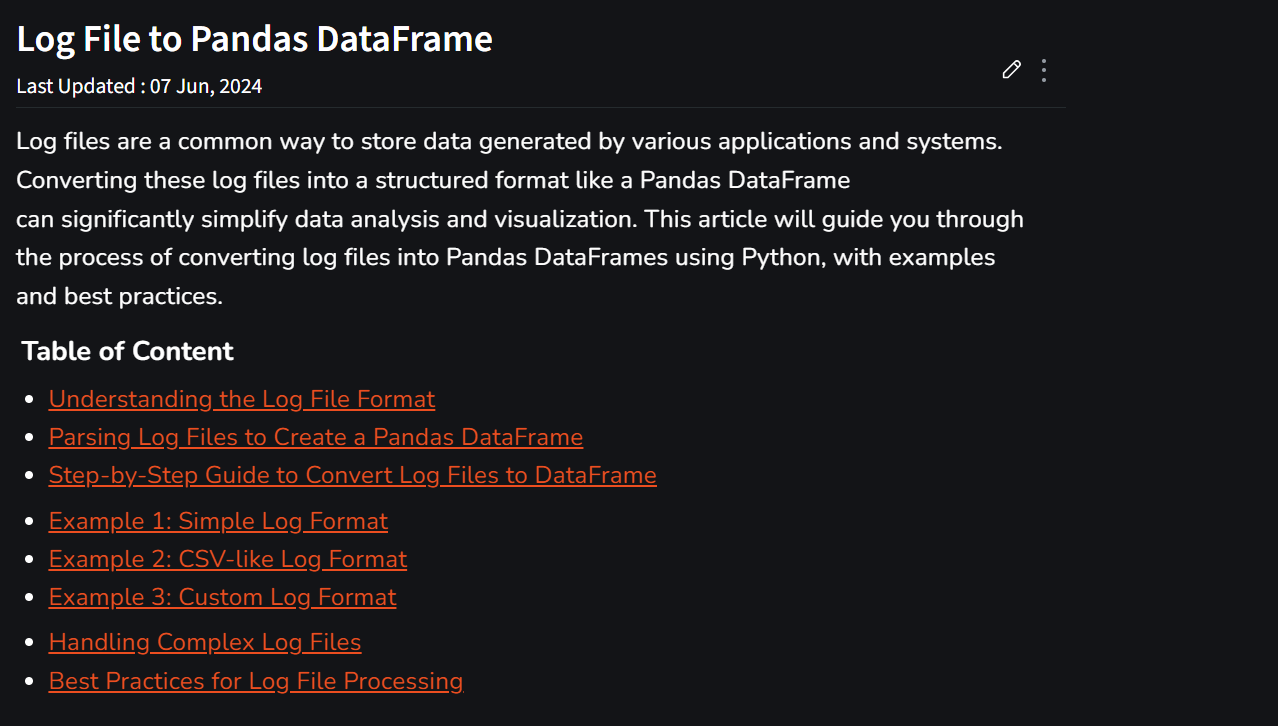 Log File to Pandas DataFrame
Last Updated : 07 Jun, 2024
Log files are a common way to store data generated by various applications and systems.
Converting these log files into a structured format like a Pandas DataFrame
can significantly simplify data analysis and visualization. This article will guide you through
the process of converting log files into Pandas DataFrames using Python, with examples
and best practices.
Table of Content
Understanding the Log File Format
Parsing Log Files to Create a Pandas DataFrame
Step-by-Step Guide to Convert Log Files to DataFrame
Example 1: Simple Log Format
Example 2: CSV-like Log Format
Example 3: Custom Log Format
Handling Complex Log Files
Best Practices for Log File Processing